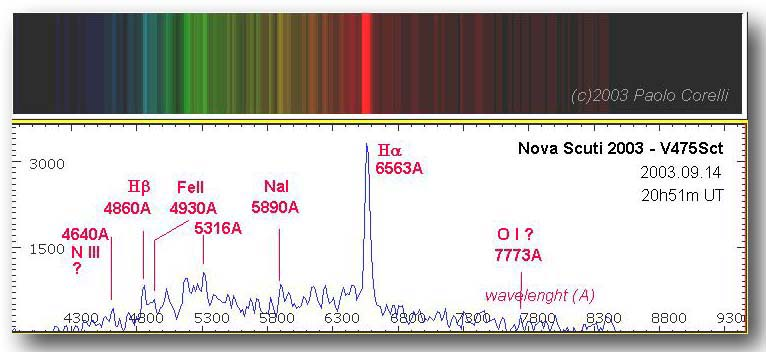 (c)2003 Paolo Corelli
3000
1500
Nova Scuti 2003 - V475Sct
2003.09.14
20h51m UT
Hα
6563A
Hβ
4860A
FeII
4930A
5316A
NaI
5890A
4640A
N III
?
O I ?
7773A
wavelenght (A)
4300 4800 5300 5800 6300 6800 7300 7800 8300 8800 9300